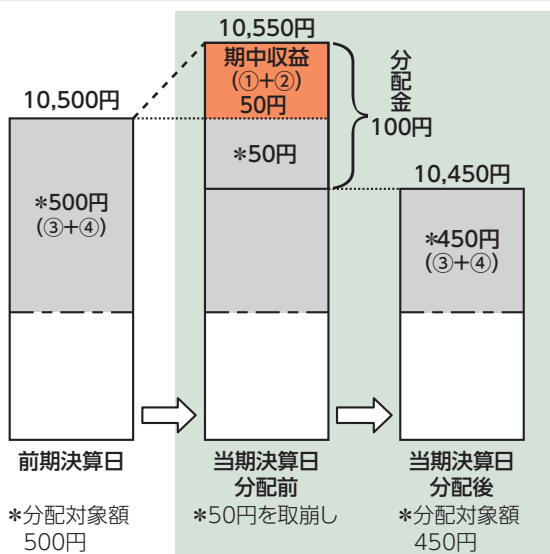 10,500円
*500円
(③+④)
前期決算日
*分配対象額
500円
10,550円
期中収益
(①+②)
50円
*50円
分配金
100円
当期決算日
分配前
*50円を取崩し
10,450円
*450円
(③+④)
当期決算日
分配後
*分配対象額
450円